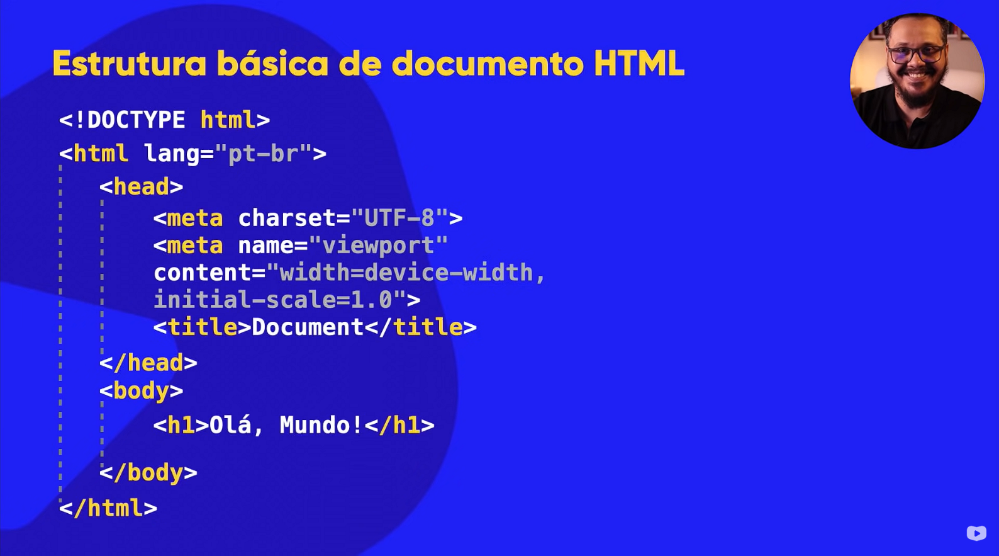 Estrutura básica de documento HTML
<!DOCTYPE html>
<html lang="pt-br">
<head>
<meta charset="UTF-8">
<meta name="viewport"
content="width=device-width,
initial-scale=1.0">
<title>Document</title>
</head>
<body>
<h1>Olá, Mundo!</h1>
</body>
</html>